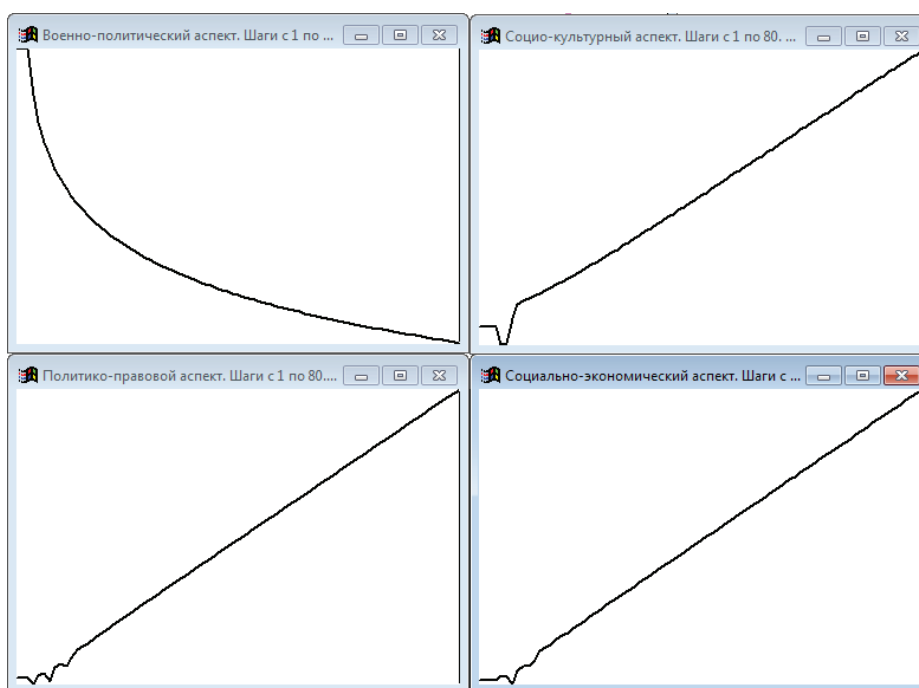 Военно-политический аспект. Шаги с 1 по ...
Социо-культурный аспект. Шаги с 1 по 80. ...
Политико-правовой аспект. Шаги с 1 по 80....
Социально-экономический аспект. Шаги с ...